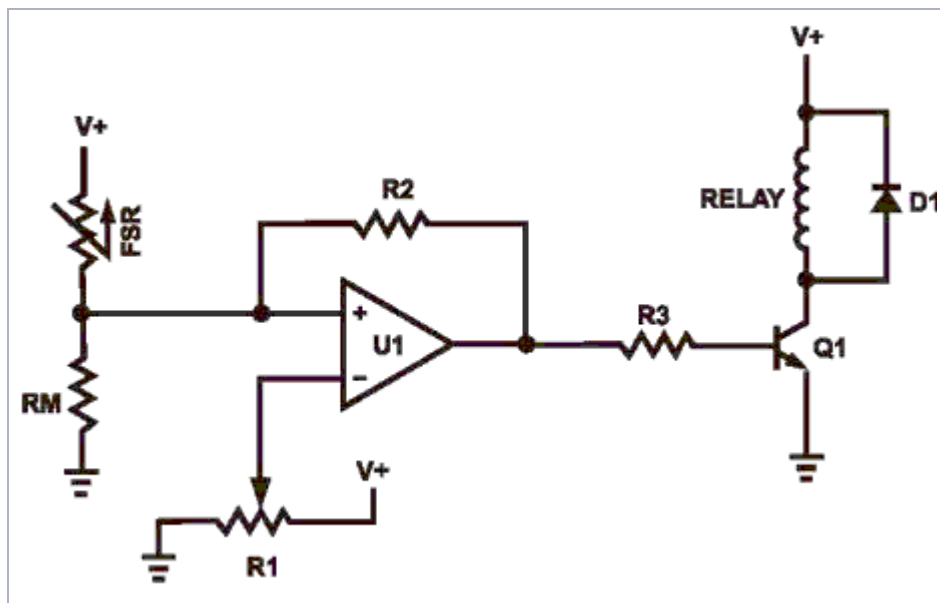 V+
V+
R2
RELAY
D1
FSR
+
U1
R3
Q1
−
RM
V+
R1